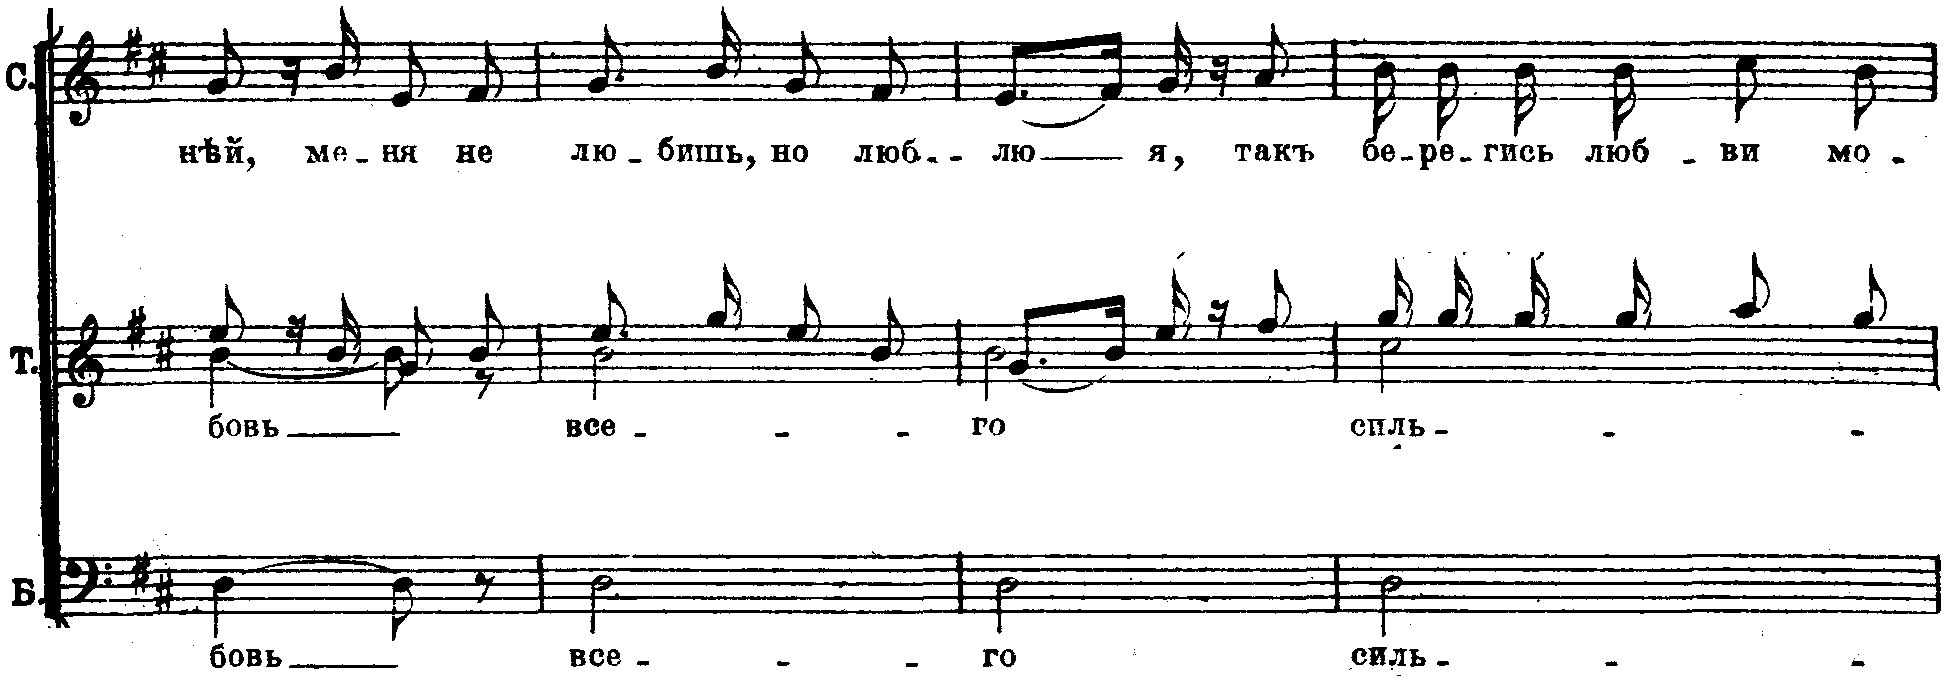 С. нѣй, ме - ня не лю - бишь, но люб - лю я, такъ бе - ре - гись люб - ви мо -
Т. бовь все - - - го силь - - -
Б. бовь все - - - го силь - - -